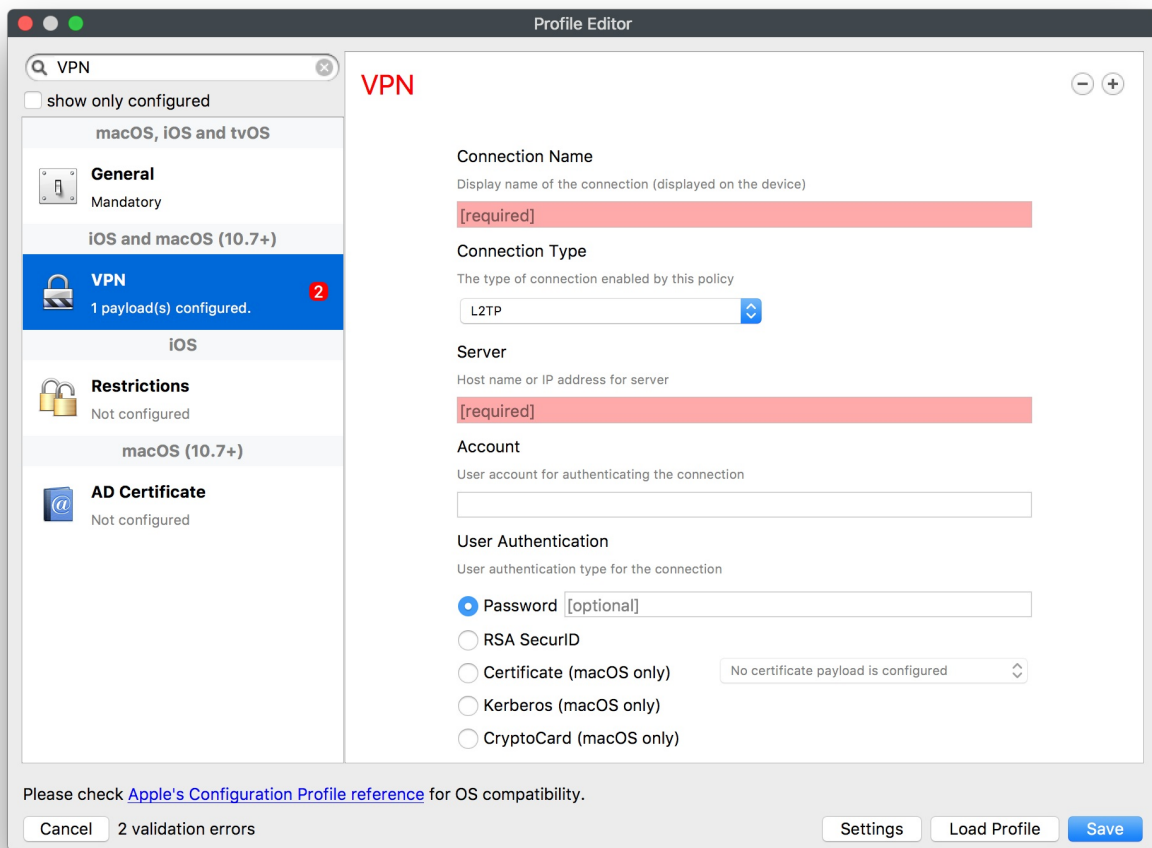 Profile Editor
VPN
show only configured
macOS, iOS and tvOS
General
Mandatory
iOS and macOS (10.7+)
VPN
1 payload(s) configured.
2
iOS
Restrictions
Not configured
macOS (10.7+)
AD Certificate
Not configured
VPN
Connection Name
Display name of the connection (displayed on the device)
[required]
Connection Type
The type of connection enabled by this policy
L2TP
Server
Host name or IP address for server
[required]
Account
User account for authenticating the connection
User Authentication
User authentication type for the connection
Password [optional]
RSA SecurID
Certificate (macOS only) No certificate payload is configured
Kerberos (macOS only)
CryptoCard (macOS only)
Please check Apple's Configuration Profile reference for OS compatibility.
Cancel 2 validation errors Settings Load Profile Save